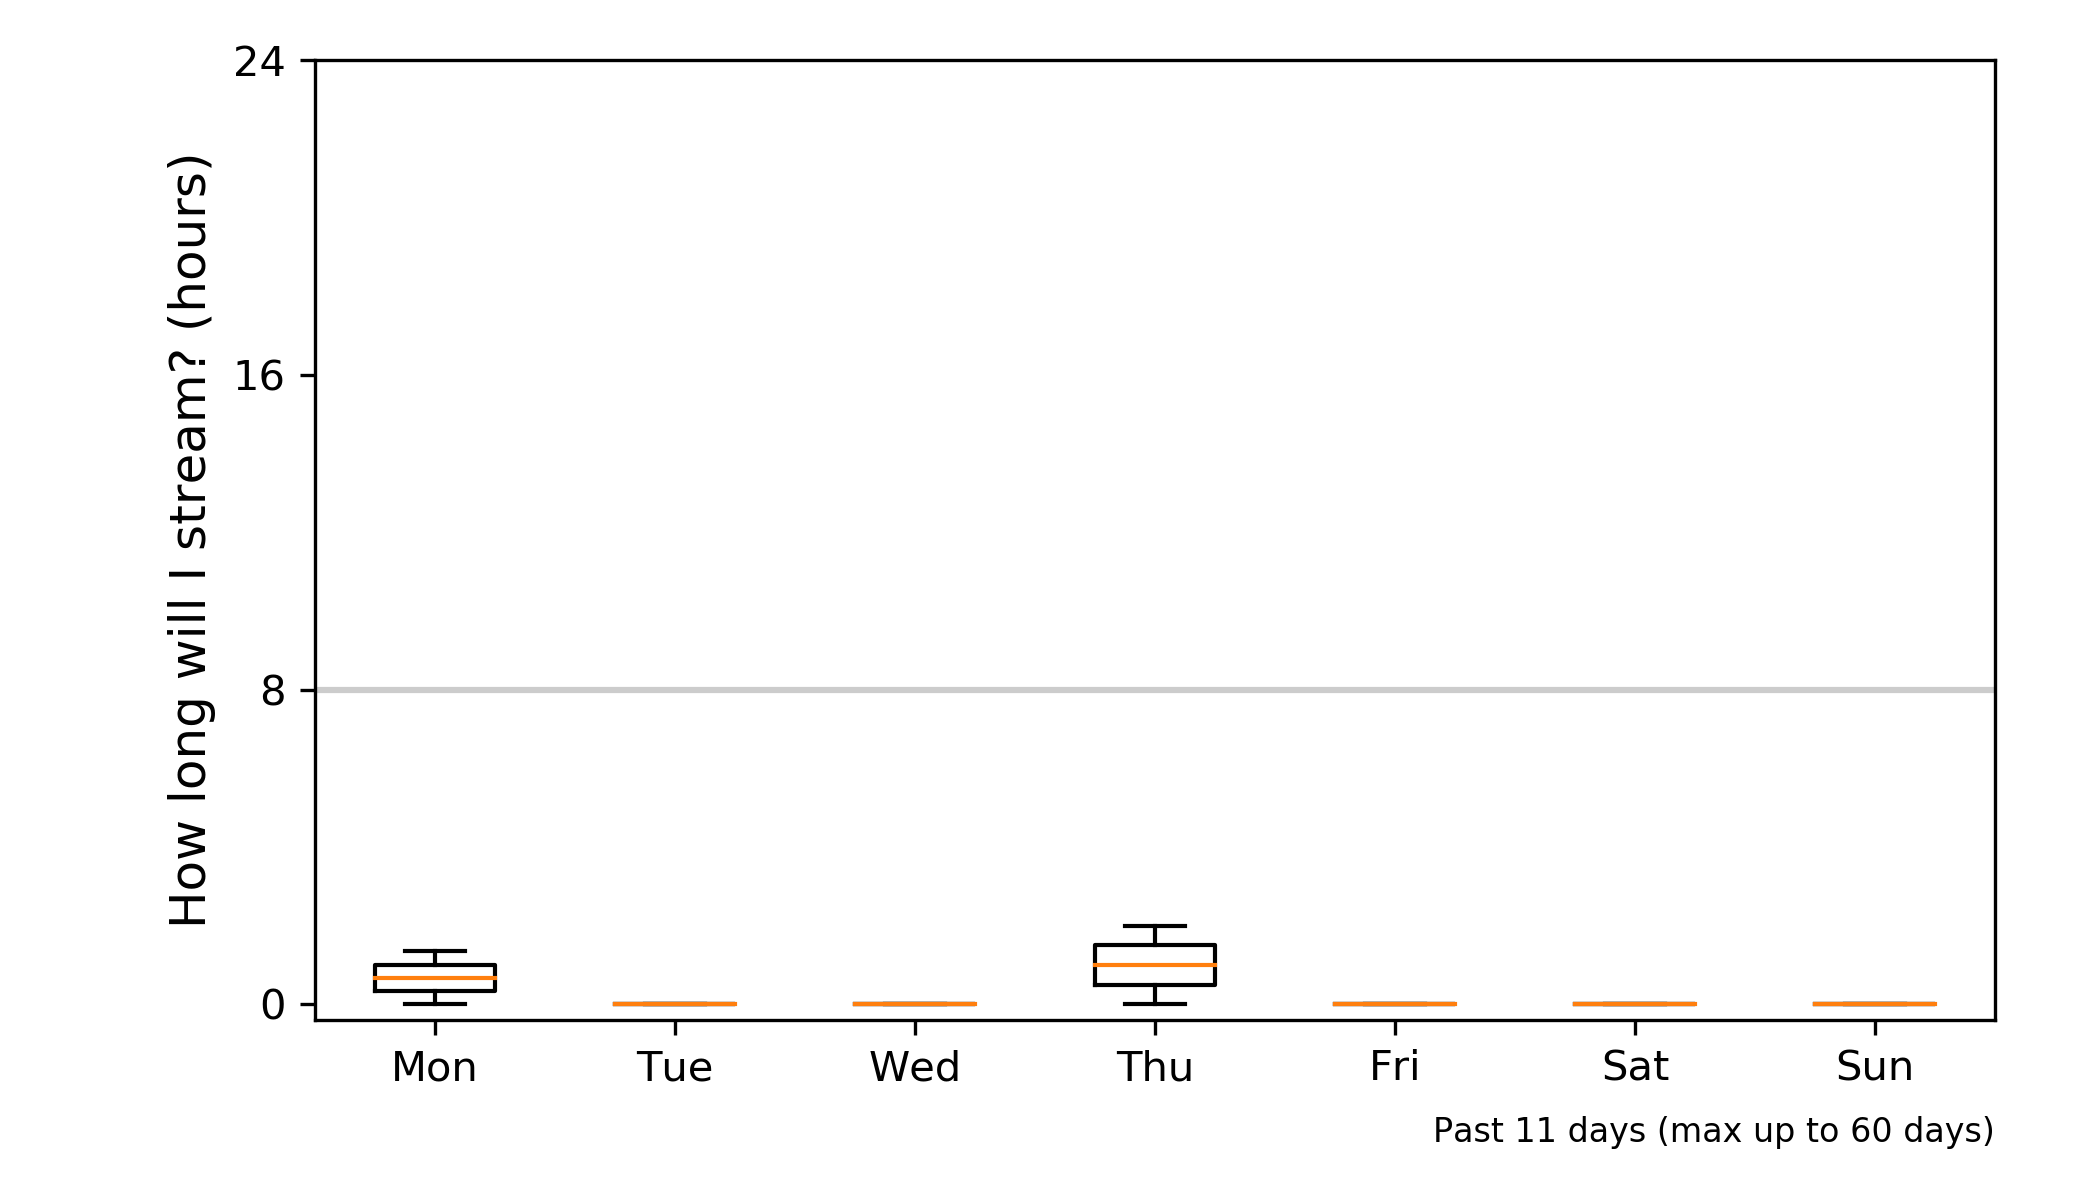 How long will I stream? (hours)
24
16
8
0
Mon Tue Wed Thu Fri Sat Sun
Past 11 days (max up to 60 days)